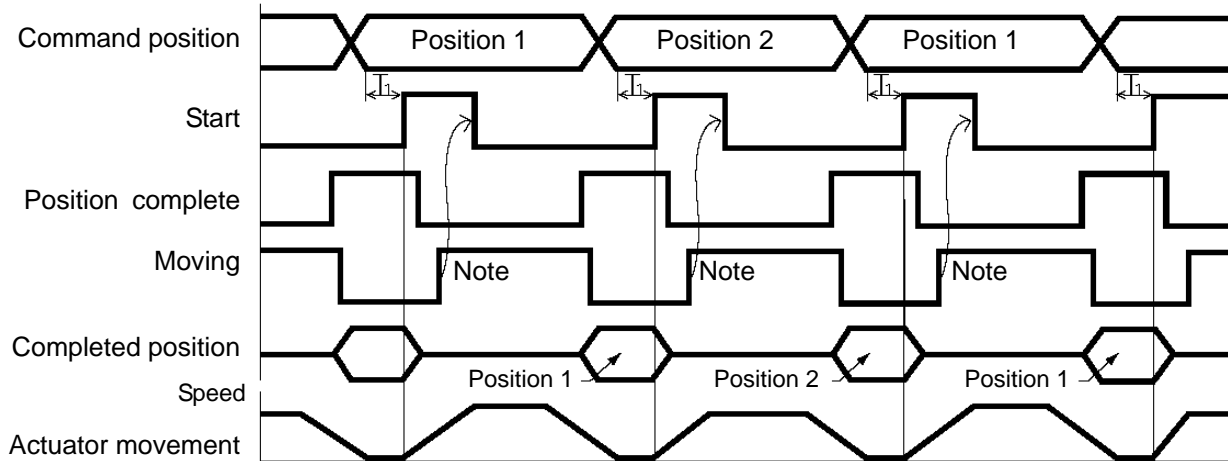 Command position Position 1 Position 2 Position 1
T1 T1 T1 T1
Start
Position complete
Moving Note Note Note
Completed position
Position 1 Position 2 Position 1
Speed
Actuator movement